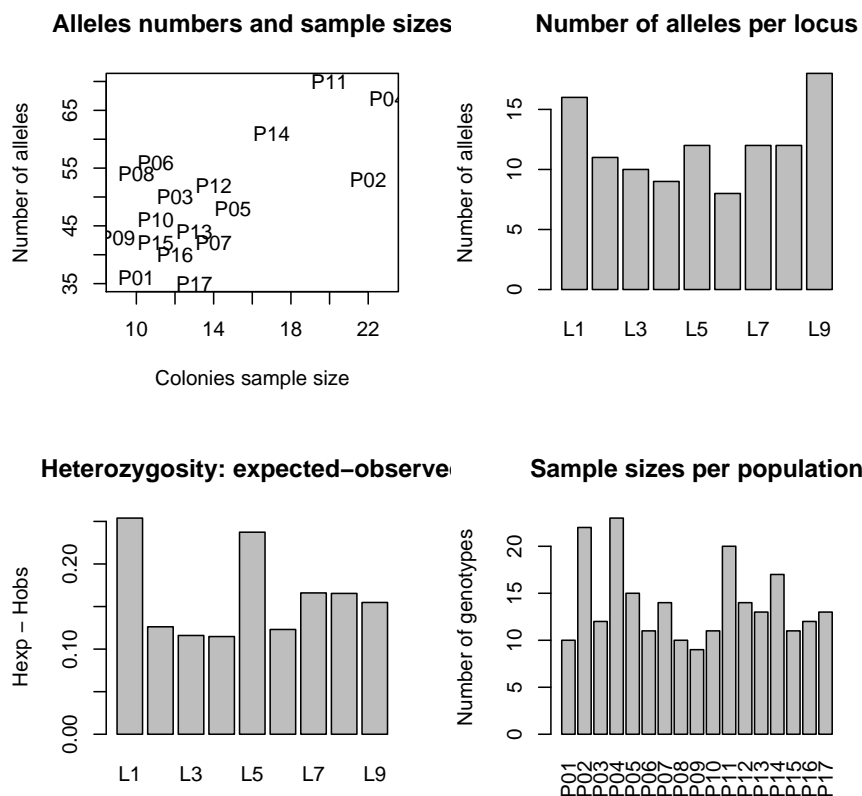 Alleles numbers and sample sizes
Number of alleles
65
55
45
35
P11
P04
P14
P06
P08
P02
P12
P03
P05
P10
P13
P09
P15
P07
P16
P01
P17
10
14
18
22
Colonies sample size
Number of alleles per locus
Number of alleles
15
10
5
0
L1
L3
L5
L7
L9
Heterozygosity: expected−observe
Hexp − Hobs
0.20
0.10
0.00
L1
L3
L5
L7
L9
Sample sizes per population
Number of genotypes
20
15
10
5
0
P01
P02
P03
P04
P05
P06
P07
P08
P09
P10
P11
P12
P13
P14
P15
P16
P17